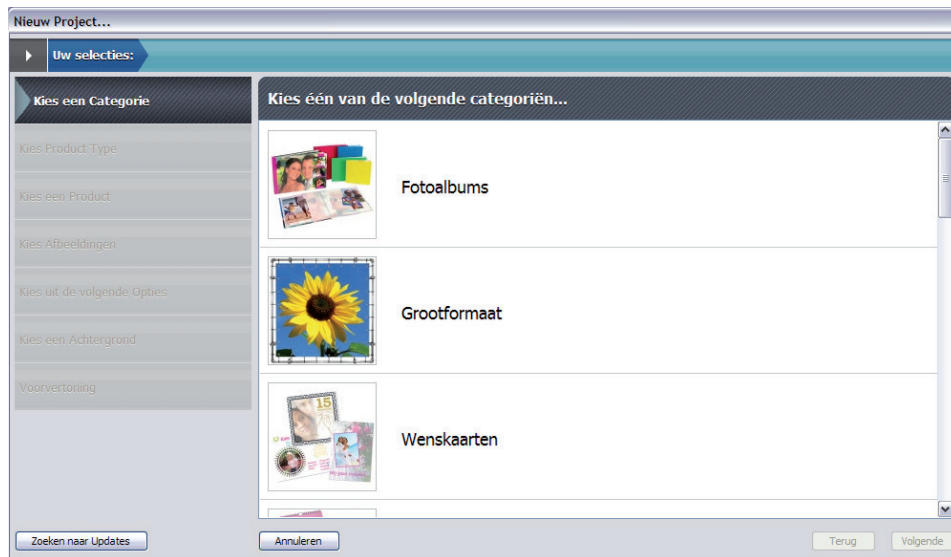 Nieuw Project...
Uw selecties:
Kies een Categorie
Kies Product Type
Kies een Product
Kies Afbeeldingen
Kies uit de volgende Opties
Kies een Achtergrond
Voorvertoning
Kies één van de volgende categoriën...
Fotoalbums
Grootformaat
15
Wenskaarten
Zoeken naar Updates
Annuleren
Terug
Volgende